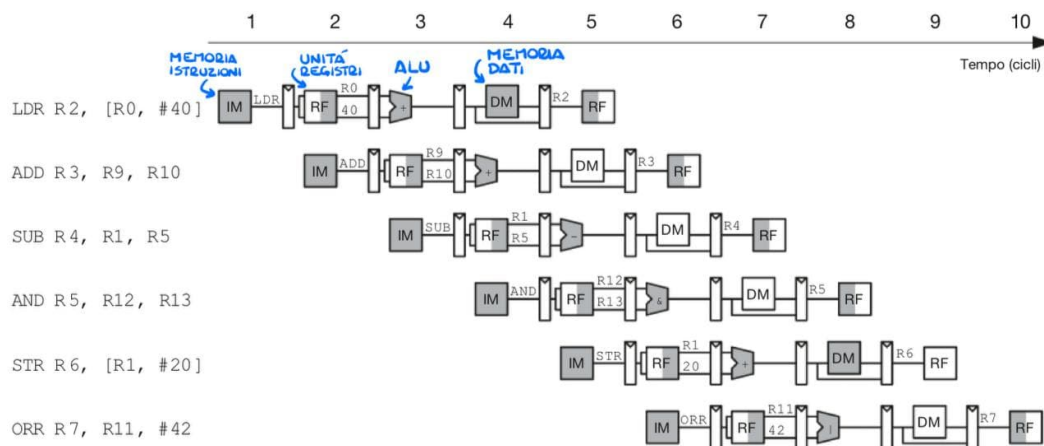 1 2 3 4 5 6 7 8 9 10
Tempo (cicli)
MEMORIA ISTRUZIONI
UNITÁ REGISTRI
ALU
MEMORIA DATI
LDR R2, [R0, #40] IM LDR RF R0 40 + DM R2 RF
ADD R3, R9, R10 IM ADD RF R9 R10 + DM R3 RF
SUB R4, R1, R5 IM SUB RF R1 R5 - DM R4 RF
AND R5, R12, R13 IM AND RF R12 R13 & DM R5 RF
STR R6, [R1, #20] IM STR RF R1 20 + DM R6 RF
ORR R7, R11, #42 IM ORR RF R11 42 | DM R7 RF